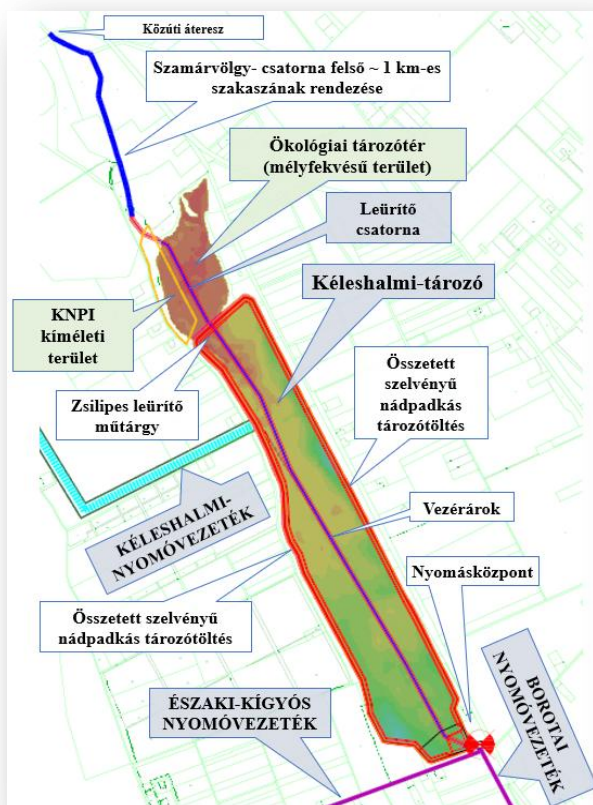 Közúti áteresz
Szamárvölgy- csatorna felső ~ 1 km-es
szakaszának rendezése
Ökológiai tározótér
(mélyfekvésű terület)
Leürítő
csatorna
Kéleshalmi-tározó
KNPI
kíméleti
terület
Összetett
szelvényű
nádpadkás
tározótöltés
Zsilipes leürítő
műtárgy
KÉLESHALMI-
NYOMÓVEZETÉK
Vezérárok
Nyomásközpont
Összetett szelvényű
nádpadkás tározótöltés
ÉSZAKI-KÍGYÓS
NYOMÓVEZETÉK
BOROTAI
NYOMÓVEZETÉK